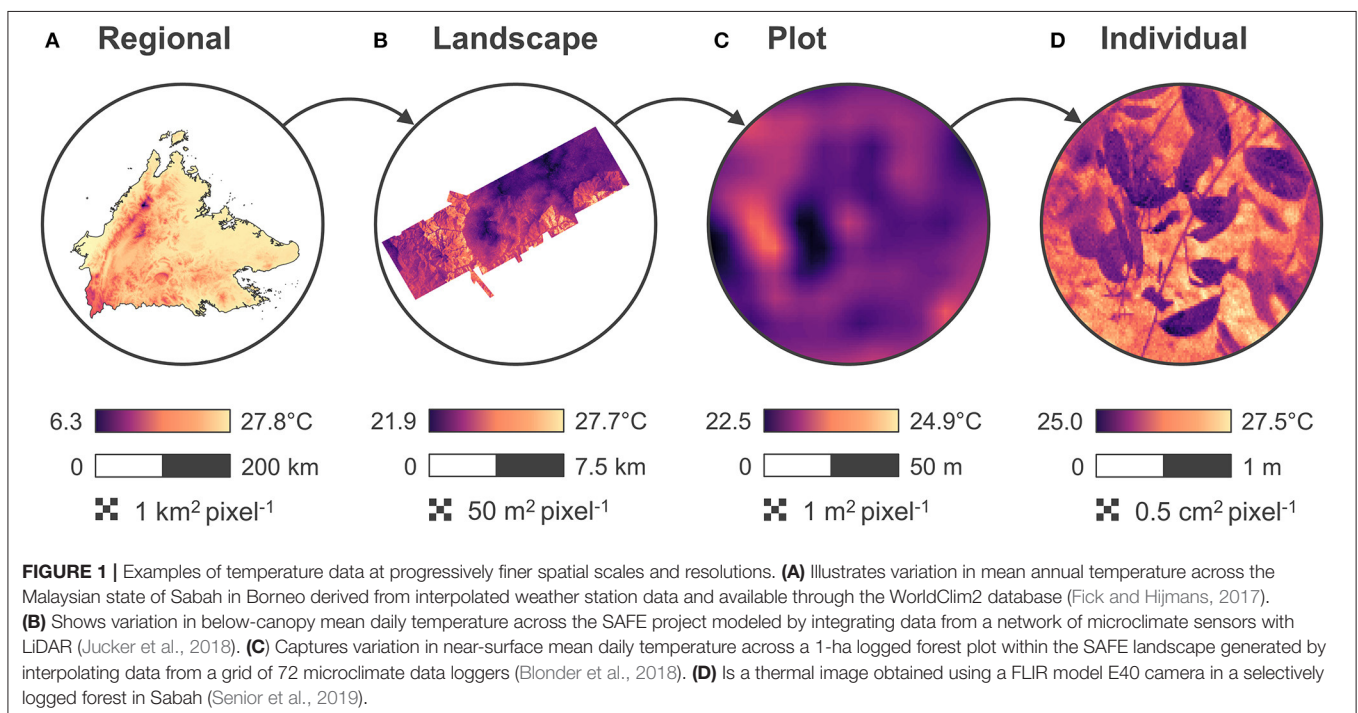 A Regional B Landscape C Plot D Individual
6.3 27.8°C 21.9 27.7°C 22.5 24.9°C 25.0 27.5°C
0 200 km 0 7.5 km 0 50 m 0 1 m
1 km² pixel⁻¹ 50 m² pixel⁻¹ 1 m² pixel⁻¹ 0.5 cm² pixel⁻¹
FIGURE 1 | Examples of temperature data at progressively finer spatial scales and resolutions. (A) Illustrates variation in mean annual temperature across the
Malaysian state of Sabah in Borneo derived from interpolated weather station data and available through the WorldClim2 database (Fick and Hijmans, 2017).
(B) Shows variation in below-canopy mean daily temperature across the SAFE project modeled by integrating data from a network of microclimate sensors with
LiDAR (Jucker et al., 2018). (C) Captures variation in near-surface mean daily temperature across a 1-ha logged forest plot within the SAFE landscape generated by
interpolating data from a grid of 72 microclimate data loggers (Blonder et al., 2018). (D) Is a thermal image obtained using a FLIR model E40 camera in a selectively
logged forest in Sabah (Senior et al., 2019).